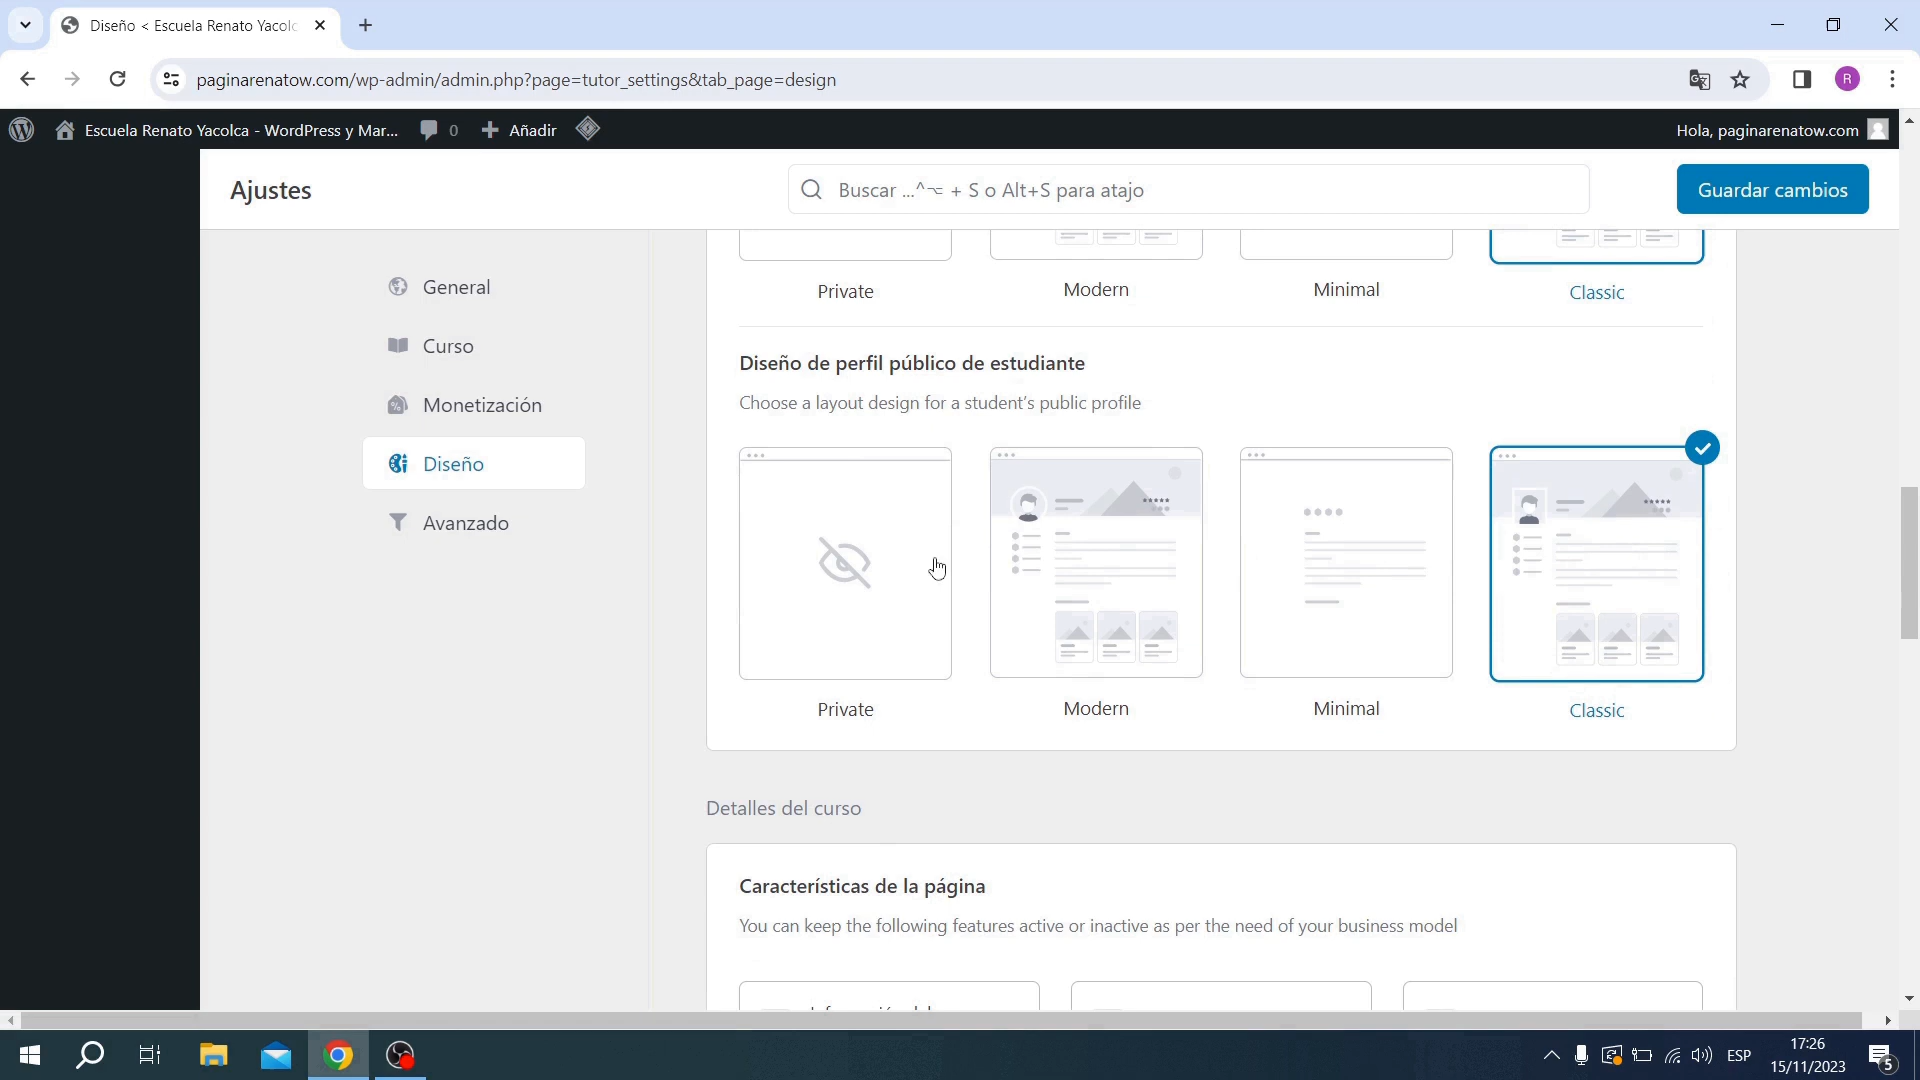 Diseño < Escuela Renato Yacolc
paginarenatow.com/wp-admin/admin.php?page=tutor_settings&tab_page=design
R
Escuela Renato Yacolca - WordPress y Mar...
0
Añadir
Hola, paginarenatow.com
Ajustes
Buscar ...^⌥ + S o Alt+S para atajo
Guardar cambios
General
Curso
Monetización
Diseño
Avanzado
Private
Modern
Minimal
Classic
Diseño de perfil público de estudiante
Choose a layout design for a student's public profile
Private
Modern
Minimal
Classic
Detalles del curso
Características de la página
You can keep the following features active or inactive as per the need of your business model
ESP
17:26
15/11/2023
5